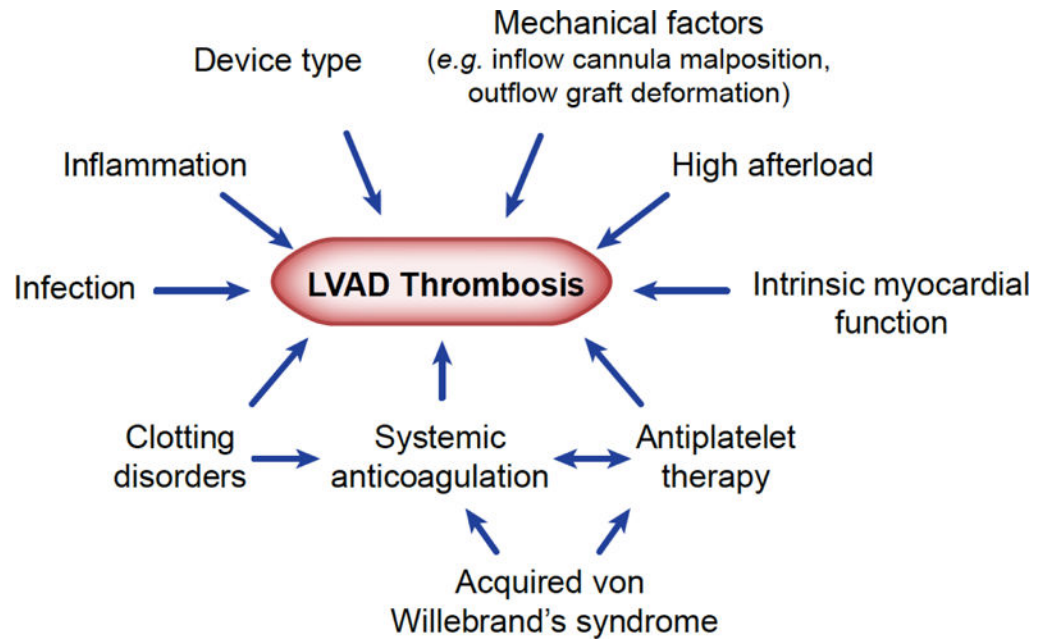 Mechanical factors
(e.g. inflow cannula malposition,
outflow graft deformation)
Device type
Inflammation
High afterload
LVAD Thrombosis
Infection
Intrinsic myocardial
function
Clotting
disorders
Systemic
anticoagulation
Antiplatelet
therapy
Acquired von
Willebrand’s syndrome